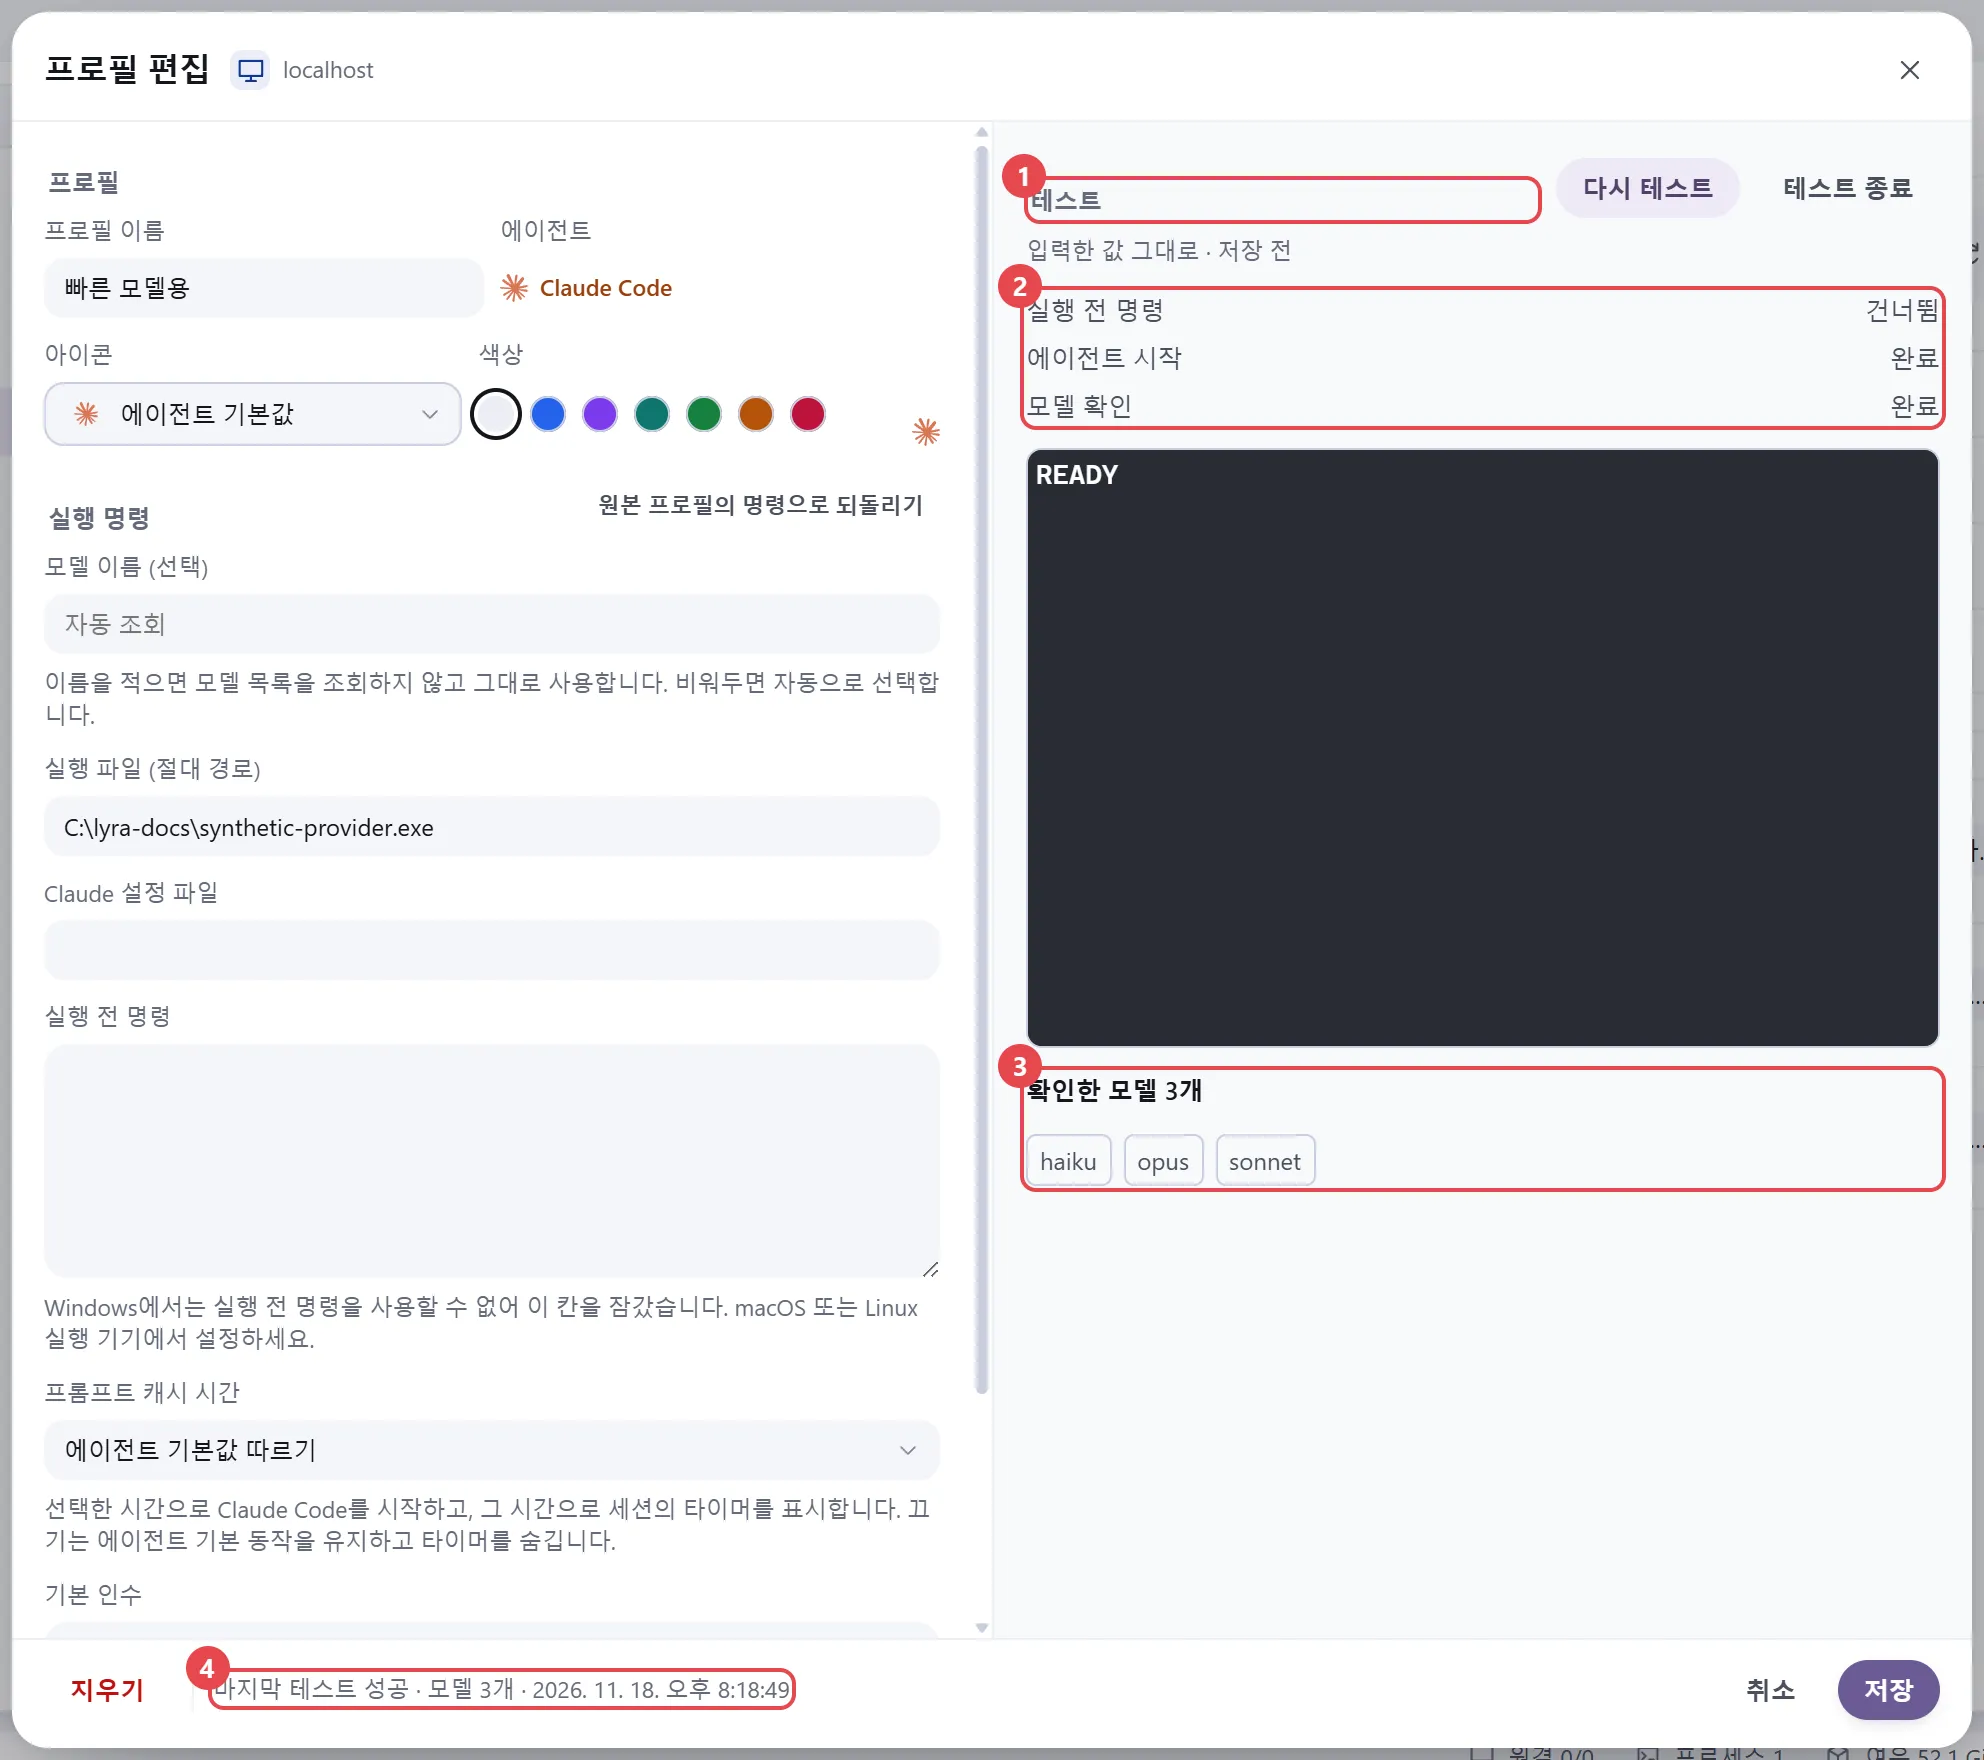 프로필 편집
localhost
프로필
프로필 이름
에이전트
빠른 모델용
Claude Code
아이콘
색상
에이전트 기본값
실행 명령
원본 프로필의 명령으로 되돌리기
모델 이름 (선택)
자동 조회
이름을 적으면 모델 목록을 조회하지 않고 그대로 사용합니다. 비워두면 자동으로 선택합
니다.
실행 파일 (절대 경로)
C:\lyra-docs\synthetic-provider.exe
Claude 설정 파일
실행 전 명령
Windows에서는 실행 전 명령을 사용할 수 없어 이 칸을 잠갔습니다. macOS 또는 Linux
실행 기기에서 설정하세요.
프롬프트 캐시 시간
에이전트 기본값 따르기
선택한 시간으로 Claude Code를 시작하고, 그 시간으로 세션의 타이머를 표시합니다. 끄
기는 에이전트 기본 동작을 유지하고 타이머를 숨깁니다.
기본 인수
1
테스트
다시 테스트
테스트 종료
입력한 값 그대로 · 저장 전
2
실행 전 명령 건너뜀
에이전트 시작 완료
모델 확인 완료
READY
3
확인한 모델 3개
haiku
opus
sonnet
지우기
4
마지막 테스트 성공 · 모델 3개 · 2026. 11. 18. 오후 8:18:49
취소
저장